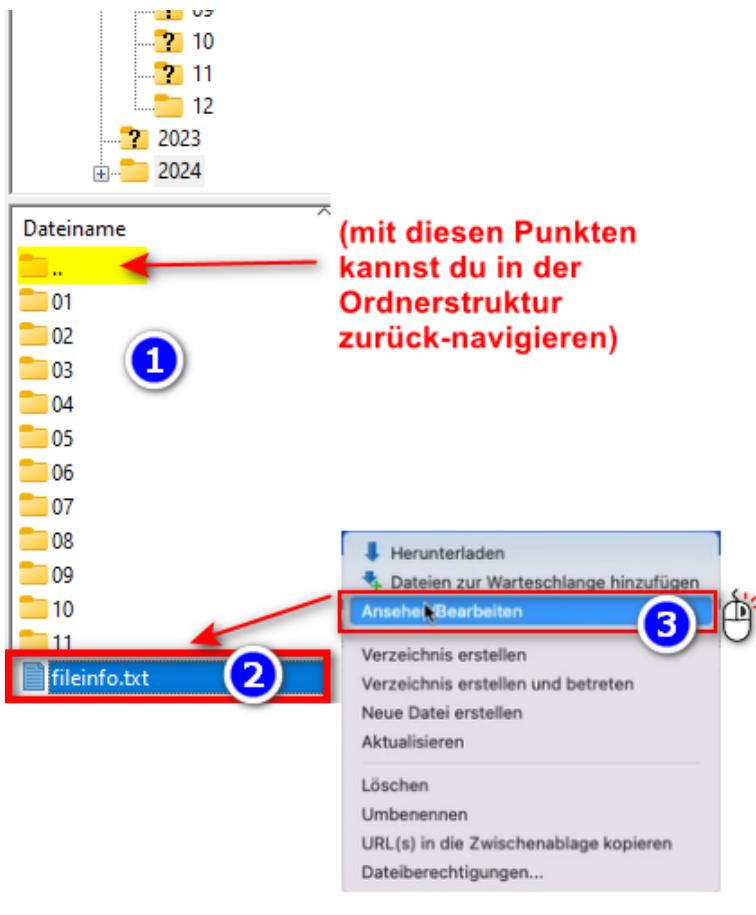 09
10
11
12
2023
2024
Dateiname
..
01
02
03
04
05
06
07
08
09
10
11
fileinfo.txt
(mit diesen Punkten
kannst du in der
Ordnerstruktur
zurück-navigieren)
1
2
3
Herunterladen
Dateien zur Warteschlange hinzufügen
Ansehen/Bearbeiten
Verzeichnis erstellen
Verzeichnis erstellen und betreten
Neue Datei erstellen
Aktualisieren
Löschen
Umbenennen
URL(s) in die Zwischenablage kopieren
Dateiberechtigungen...